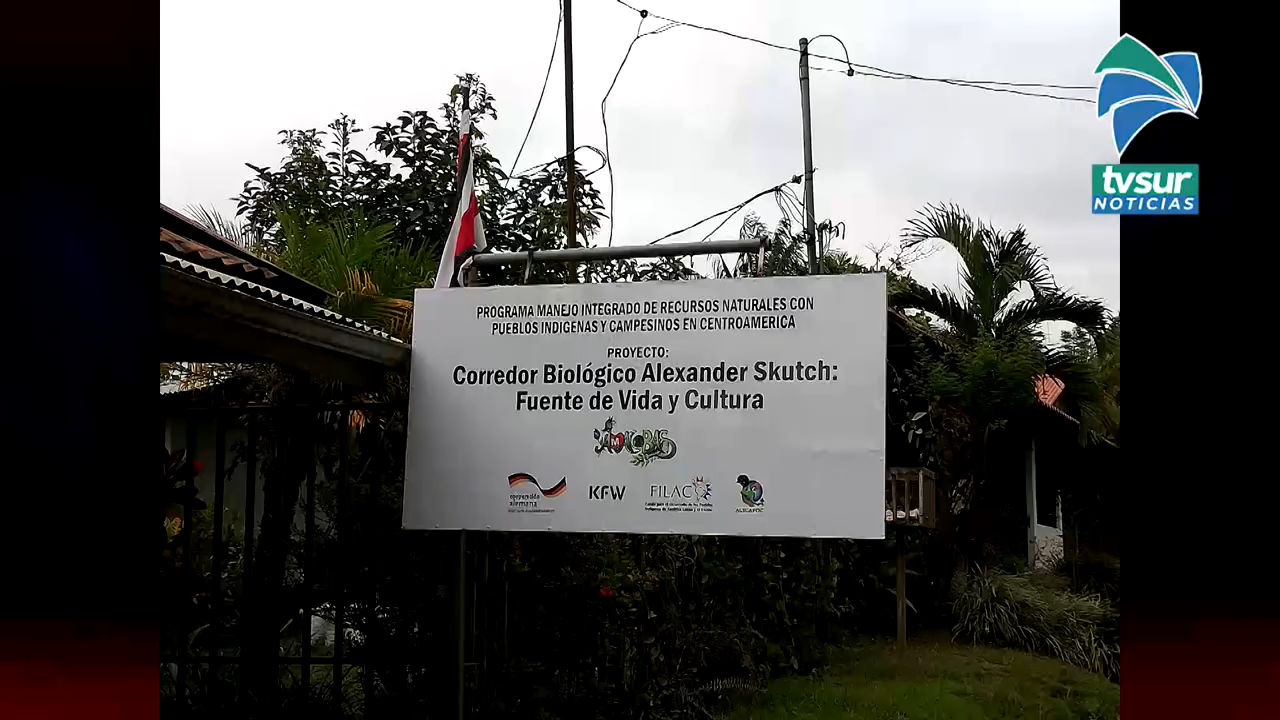 tvsur
NOTICIAS
PROGRAMA MANEJO INTEGRADO DE RECURSOS NATURALES CON
PUEBLOS INDIGENAS Y CAMPESINOS EN CENTROAMERICA
PROYECTO:
Corredor Biológico Alexander Skutch:
Fuente de Vida y Cultura
cooperación
alemana
KFW
FILAC